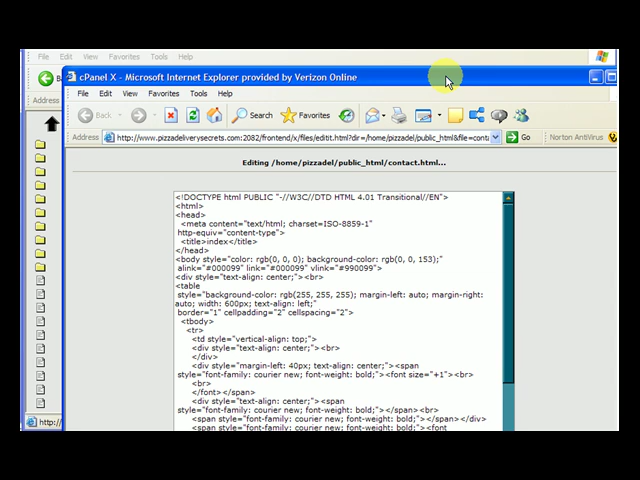 File Edit View Favorites Tools Help
cPanel X - Microsoft Internet Explorer provided by Verizon Online
File Edit View Favorites Tools Help
Back Search Favorites
Address http://www.pizzadeliverysecrets.com:2082/frontend/x/files/editit.html?dir=/home/pizzadel/public_html&file=conta Go Norton AntiVirus
Address
Editing /home/pizzadel/public_html/contact.html...
<!DOCTYPE html PUBLIC "-//W3C//DTD HTML 4.01 Transitional//EN">
<html>
<head>
<meta content="text/html; charset=ISO-8859-1"
http-equiv="content-type">
<title>index</title>
</head>
<body style="color: rgb(0, 0, 0); background-color: rgb(0, 0, 153);"
alink="#000099" link="#000099" vlink="#990099">
<div style="text-align: center;"><br>
<table
style="background-color: rgb(255, 255, 255); margin-left: auto; margin-right:
auto; width: 600px; text-align: left;"
border="1" cellpadding="2" cellspacing="2">
<tbody>
<tr>
<td style="vertical-align: top;">
<div style="text-align: center;"><br>
</div>
<div style="margin-left: 40px; text-align: center;"><span
style="font-family: courier new; font-weight: bold;"><font size="+1"><br>
<br>
</font></span>
<div style="text-align: center;"><span
style="font-family: courier new; font-weight: bold;"></span><br>
<span style="font-family: courier new; font-weight: bold;"></span></div>
<span style="font-family: courier new; font-weight: bold;"><font
http://